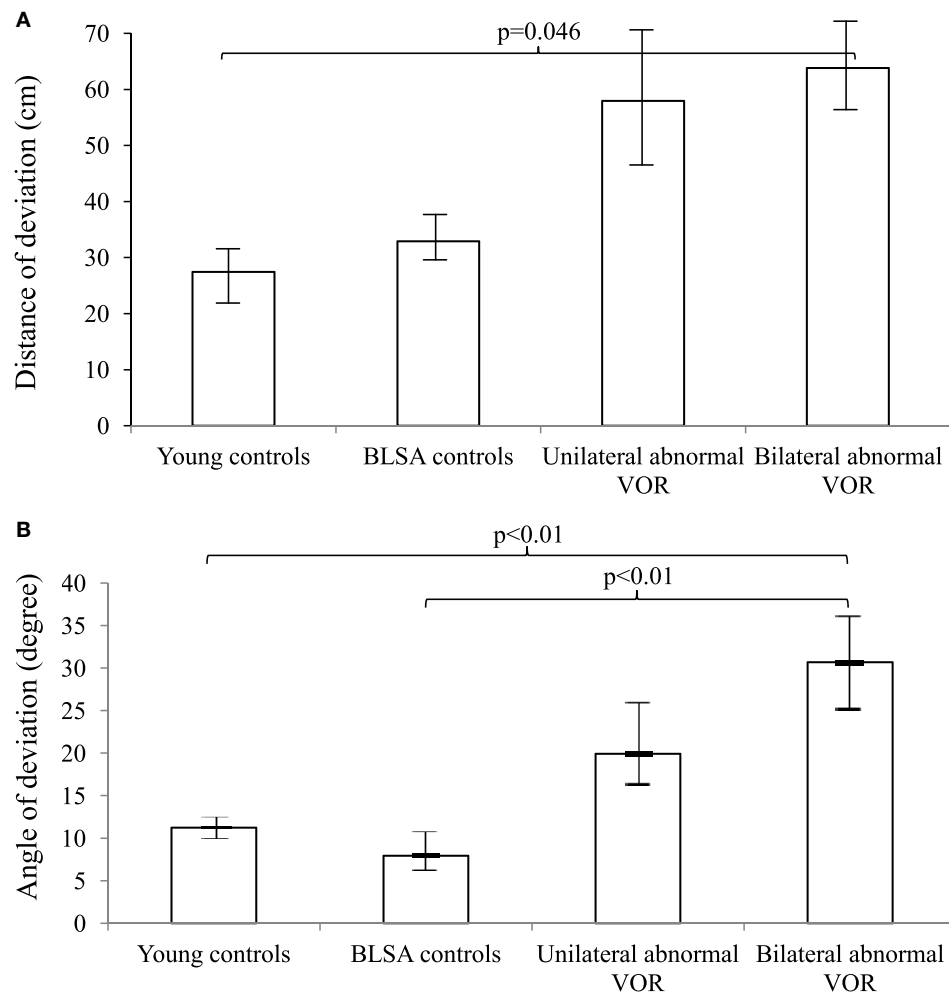 A
p=0.046
Distance of deviation (cm)
70
60
50
40
30
20
10
0
Young controls
BLSA controls
Unilateral abnormal
VOR
Bilateral abnormal
VOR
B
p<0.01
p<0.01
Angle of deviation (degree)
40
35
30
25
20
15
10
5
0
Young controls
BLSA controls
Unilateral abnormal
VOR
Bilateral abnormal
VOR